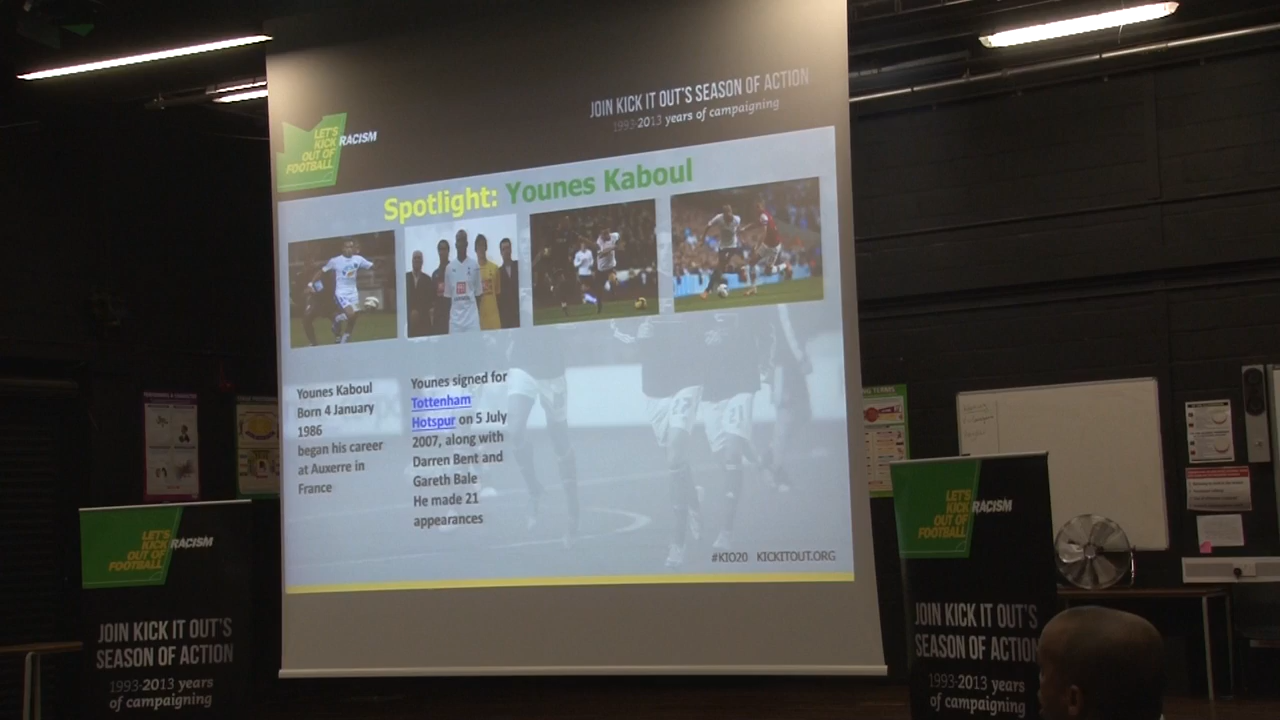 JOIN KICK IT OUT'S SEASON OF ACTION
1993-2013 years of campaigning
LET'S
KICK RACISM
OUT OF
FOOTBALL
Spotlight: Younes Kaboul
Younes Kaboul
Born 4 January
1986
began his career
at Auxerre in
France
Younes signed for
Tottenham
Hotspur on 5 July
2007, along with
Darren Bent and
Gareth Bale
He made 21
appearances
#KIO20 KICKITOUT.ORG
LET'S
KICK RACISM
OUT OF
FOOTBALL
JOIN KICK IT OUT'S
SEASON OF ACTION
1993-2013 years
of campaigning
LET'S
KICK RACISM
OUT OF
FOOTBALL
JOIN KICK IT OUT'S
SEASON OF ACTION
1993-2013 years
of campaigning